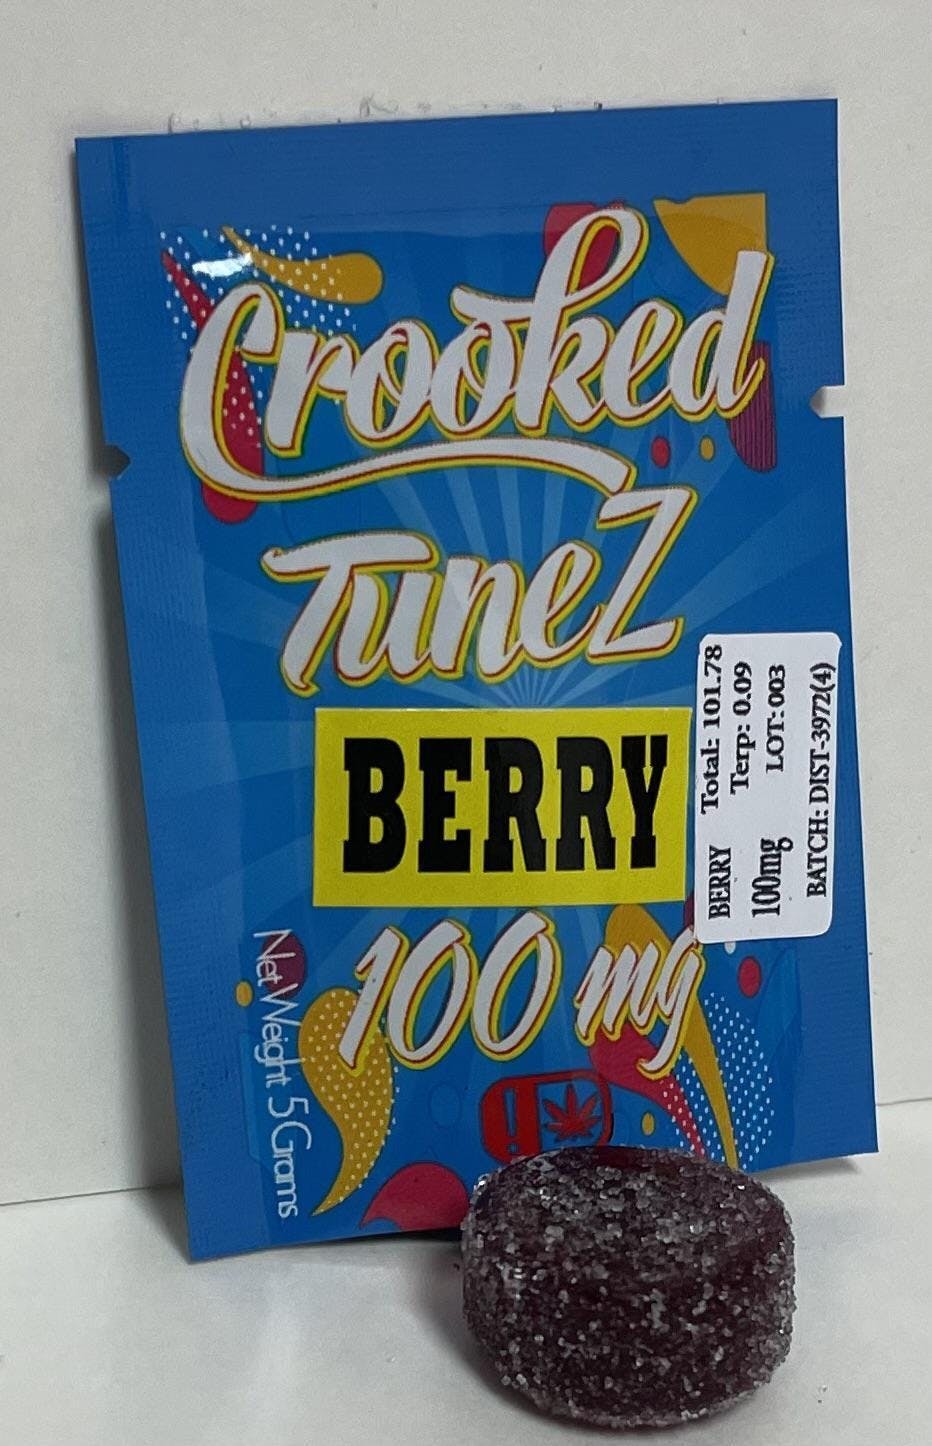 Crooked
TuneZ
BERRY
100 mg
Net Weight 5 Grams
!
BERRY Total: 101.78
Terp: 0.09
100mg LOT: 003
BATCH: DIST-3972(4)